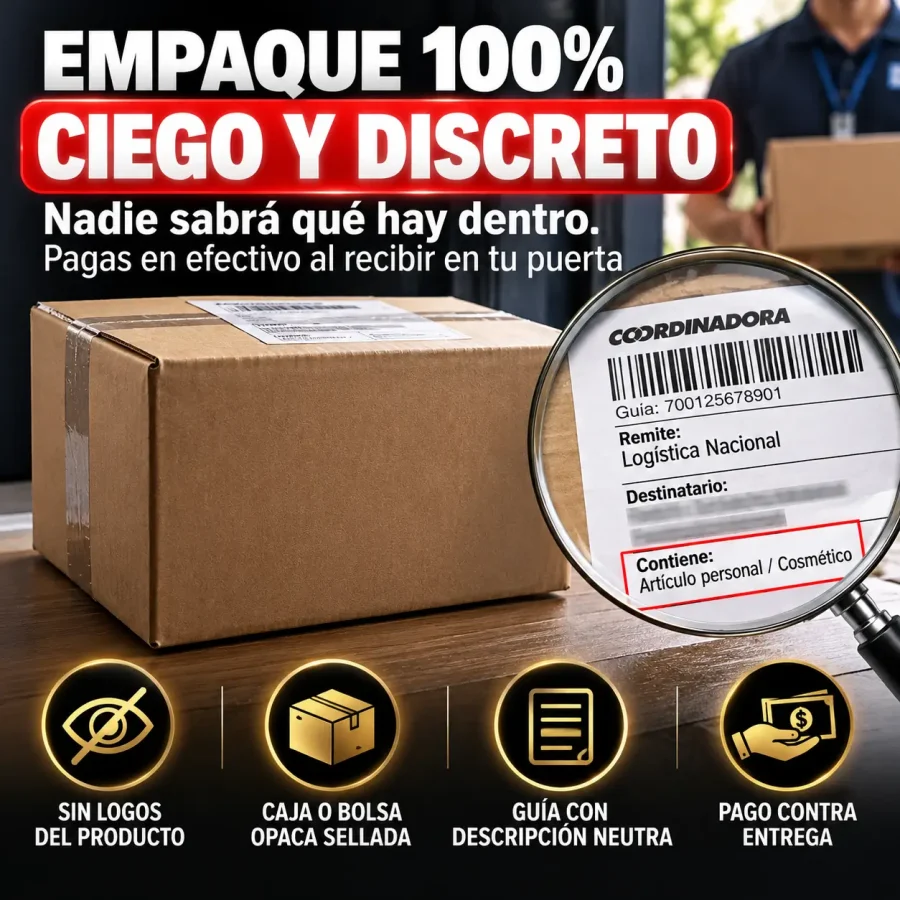 EMPAQUE 100%
CIEGO Y DISCRETO
Nadie sabrá qué hay dentro.
Pagas en efectivo al recibir en tu puerta
COORDINADORA
Guía: 700125678901
Remite:
Logística Nacional
Destinatario:
Contiene:
Artículo personal / Cosmético
SIN LOGOS
DEL PRODUCTO
CAJA O BOLSA
OPACA SELLADA
GUÍA CON
DESCRIPCIÓN NEUTRA
PAGO CONTRA
ENTREGA